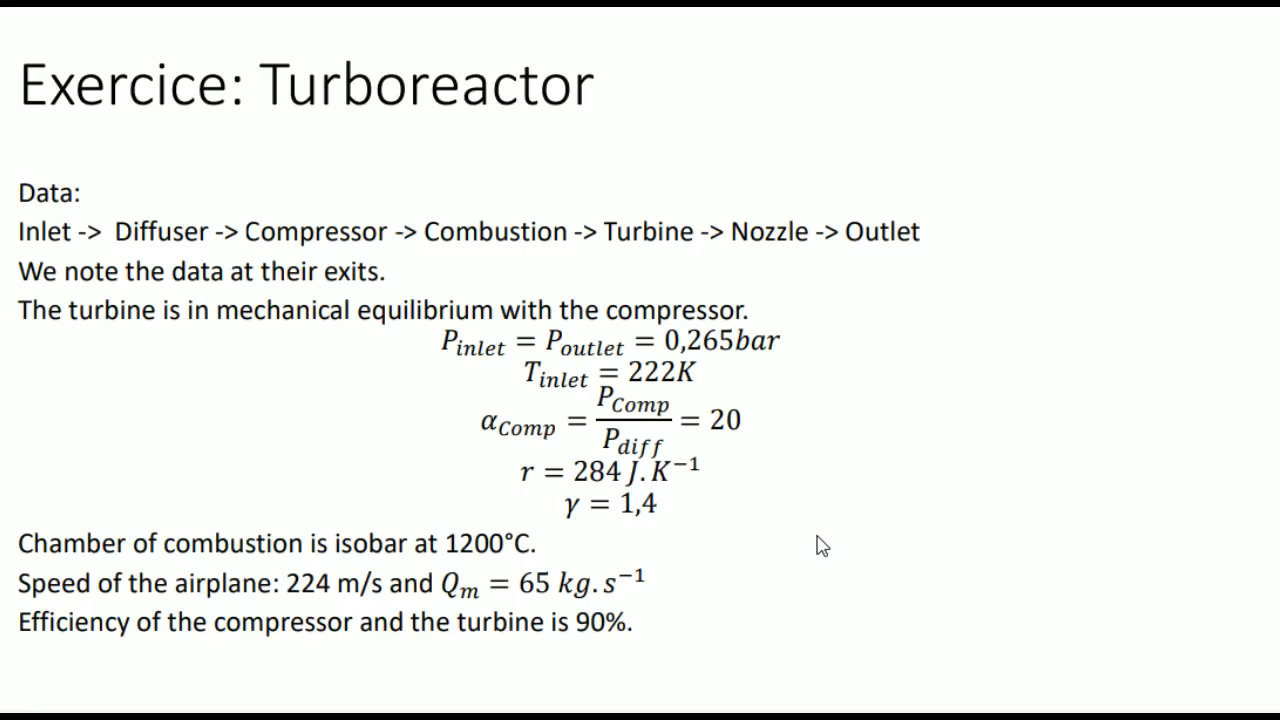 Exercice: Turboreactor
Data:
Inlet -> Diffuser -> Compressor -> Combustion -> Turbine -> Nozzle -> Outlet
We note the data at their exits.
The turbine is in mechanical equilibrium with the compressor.
P_inlet = P_outlet = 0,265bar
T_inlet = 222K
α_Comp = P_Comp / P_diff = 20
r = 284 J.K⁻¹
γ = 1,4
Chamber of combustion is isobar at 1200°C.
Speed of the airplane: 224 m/s and Q_m = 65 kg.s⁻¹
Efficiency of the compressor and the turbine is 90%.